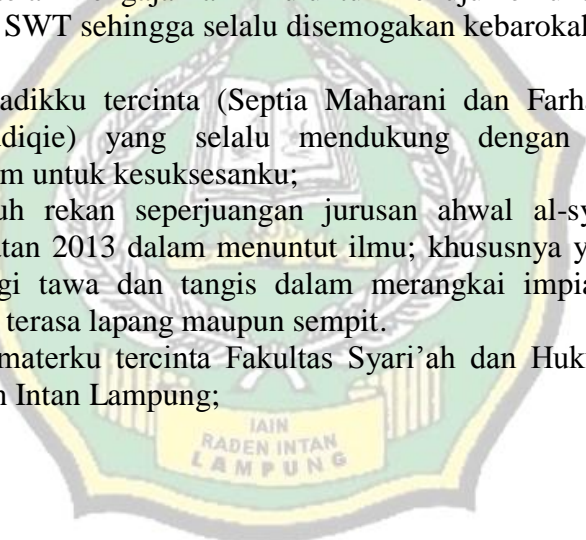 SWT sehingga selalu disemogakan kebarokah
adikku tercinta (Septia Maharani dan Farh
diqie) yang selalu mendukung dengan
m untuk kesuksesanku;
uh rekan seperjuangan jurusan ahwal al-sy
tan 2013 dalam menuntut ilmu; khususnya y
gi tawa dan tangis dalam merangkai impia
terasa lapang maupun sempit.
materku tercinta Fakultas Syari'ah dan Huk
n Intan Lampung;
IAIN
RADEN INTAN
LAMPUNG